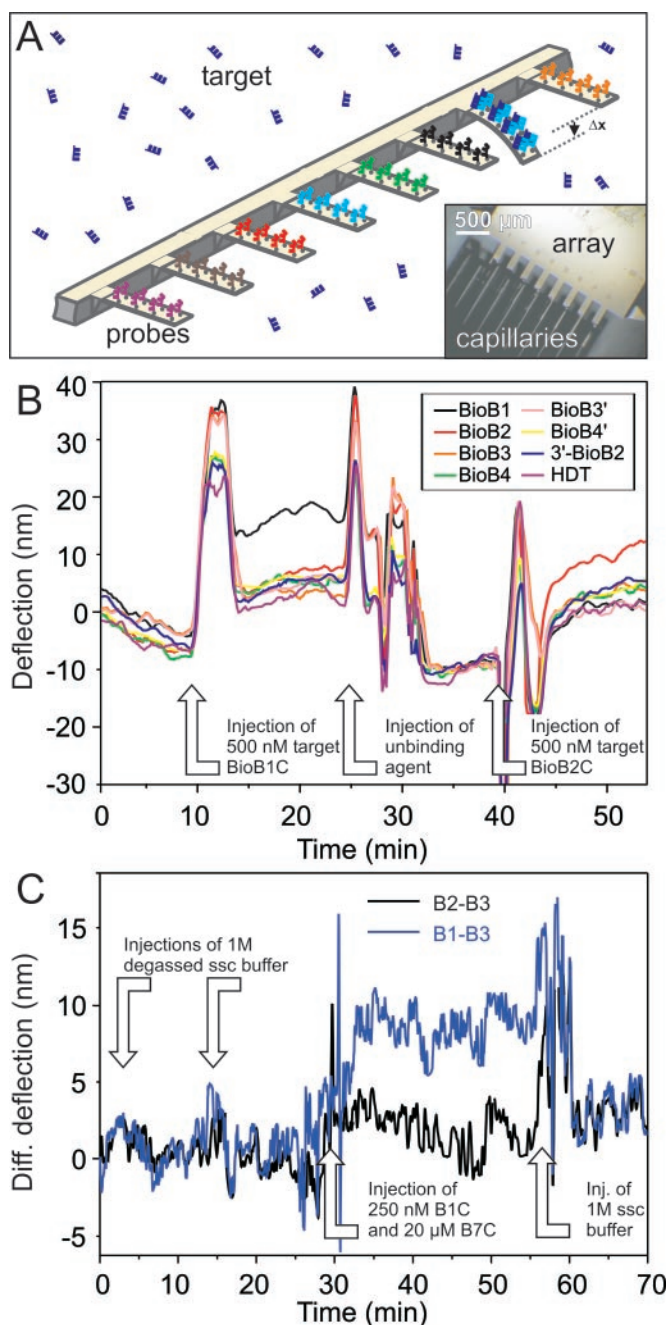 A
target
Δx
500 µm
array
probes
capillaries
B
40
30
20
10
0
-10
-20
-30
Deflection (nm)
BioB1
BioB2
BioB3
BioB4
BioB3'
BioB4'
3'-BioB2
HDT
Injection of
500 nM target
BioB1C
Injection of
unbinding
agent
Injection of
500 nM target
BioB2C
0
10
20
30
40
50
Time (min)
C
15
10
5
0
-5
Diff. deflection (nm)
B2-B3
B1-B3
Injections of 1M
degassed ssc buffer
Injection of
250 nM B1C
and 20 µM B7C
Inj. of
1M ssc
buffer
0
10
20
30
40
50
60
70
Time (min)